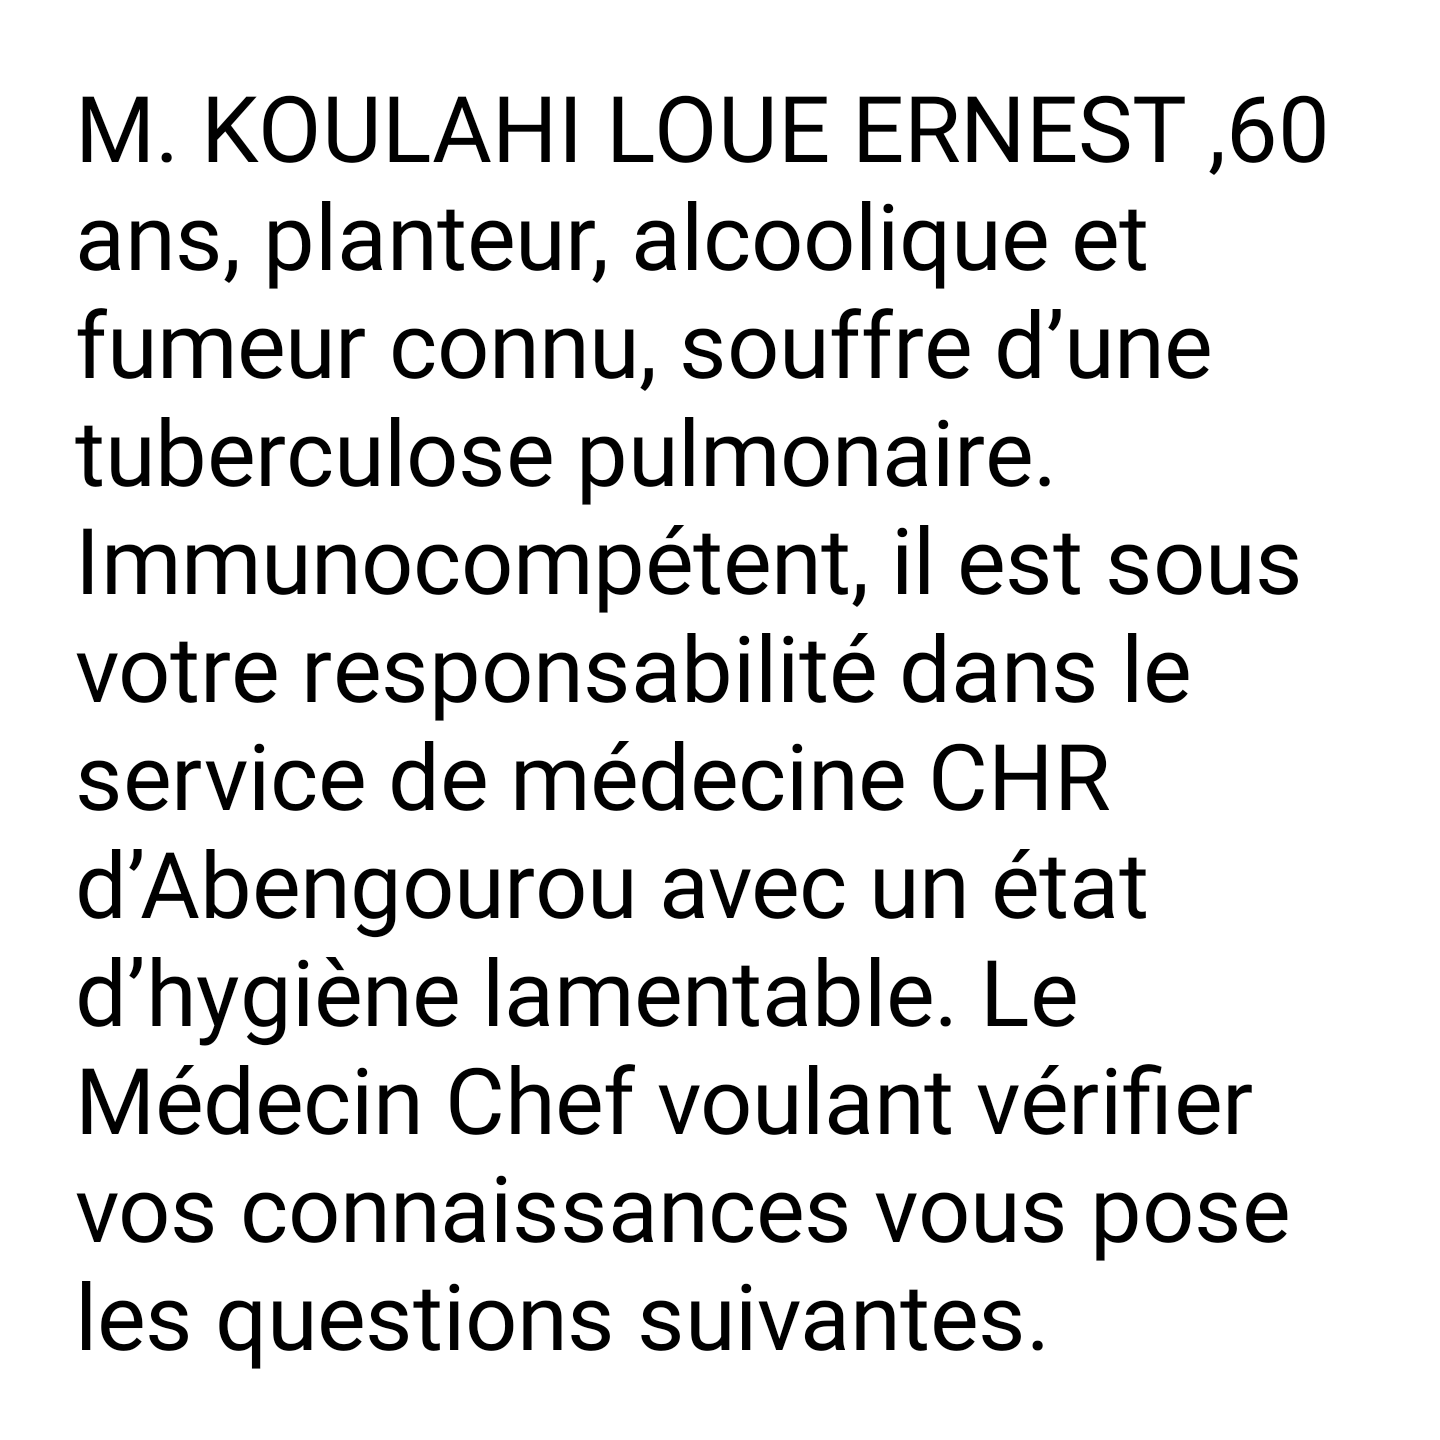 M. KOULAHI LOUE ERNEST ,60
ans, planteur, alcoolique et
fumeur connu, souffre d’une
tuberculose pulmonaire.
Immunocompétent, il est sous
votre responsabilité dans le
service de médecine CHR
d’Abengourou avec un état
d’hygiène lamentable. Le
Médecin Chef voulant vérifier
vos connaissances vous pose
les questions suivantes.